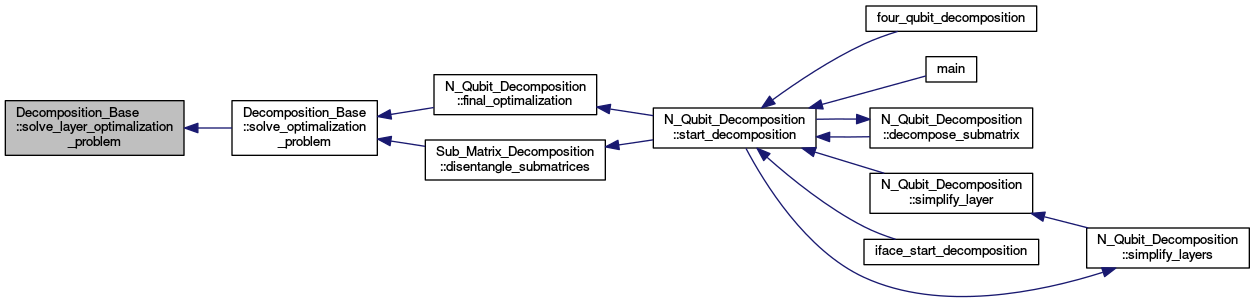 Decomposition_Base
::solve_layer_optimalization
_problem
Decomposition_Base
::solve_optimalization
_problem
N_Qubit_Decomposition
::final_optimalization
Sub_Matrix_Decomposition
::disentangle_submatrices
N_Qubit_Decomposition
::start_decomposition
four_qubit_decomposition
main
N_Qubit_Decomposition
::decompose_submatrix
N_Qubit_Decomposition
::simplify_layer
iface_start_decomposition
N_Qubit_Decomposition
::simplify_layers